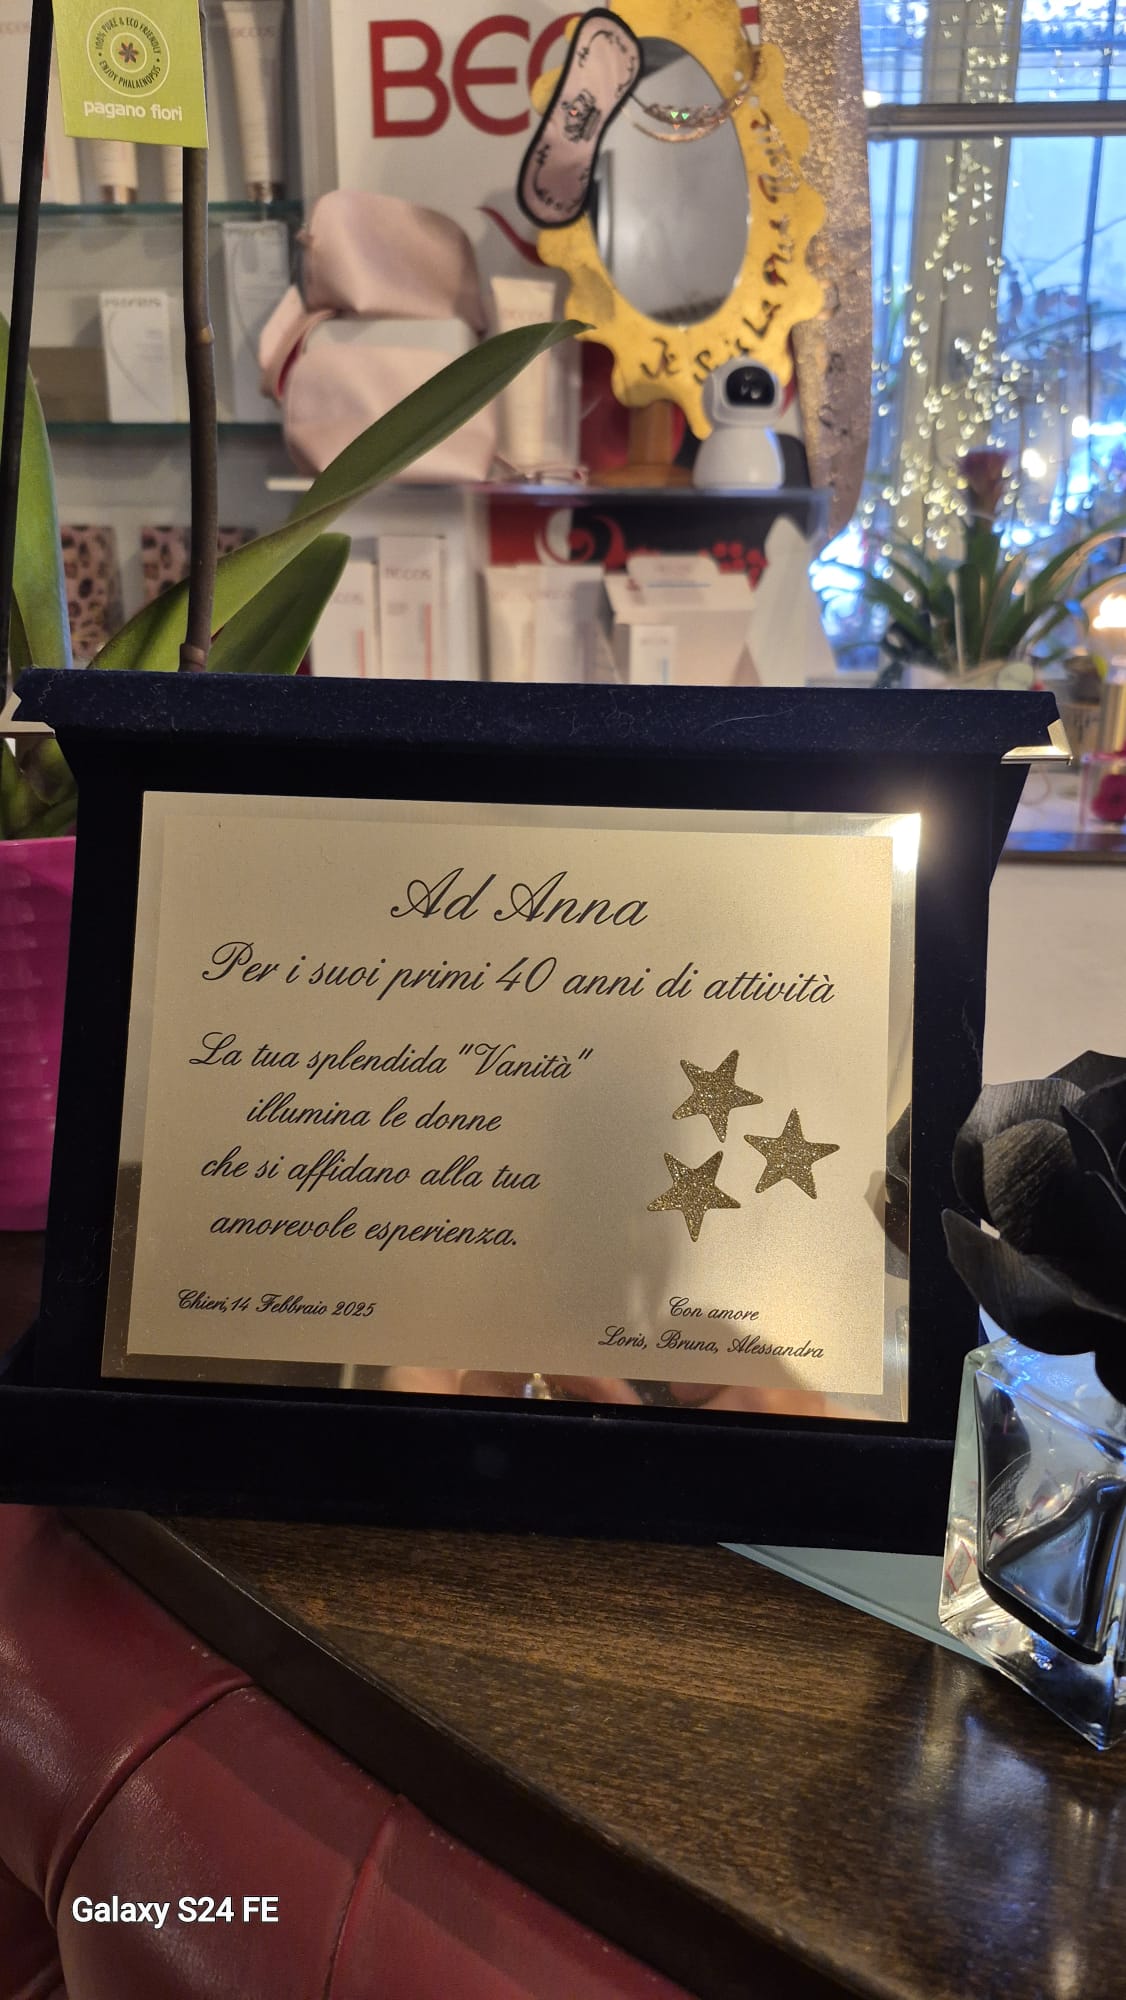 100% PURE & ECO FRIENDLY
ENJOY PHALAENOPSIS
pagano fiori
BECOS
Ad Anna
Per i suoi primi 40 anni di attività
La tua splendida "Vanità"
illumina le donne
che si affidano alla tua
amorevole esperienza.
Chieri, 14 Febbraio 2025
Con amore
Loris, Bruna, Alessandra
Galaxy S24 FE